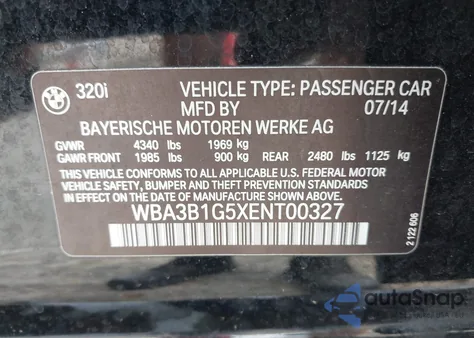 320i VEHICLE TYPE: PASSENGER CAR
MFD BY 07/14
BAYERISCHE MOTOREN WERKE AG
GVWR 4340 lbs 1969 kg
GAWR FRONT 1985 lbs 900 kg REAR 2480 lbs 1125 kg
THIS VEHICLE CONFORMS TO ALL APPLICABLE U.S. FEDERAL MOTOR
VEHICLE SAFETY, BUMPER, AND THEFT PREVENTION STANDARDS
IN EFFECT ON THE DATE OF MANUFACTURE SHOWN ABOVE.
WBA3B1G5XENT00327
2 122 606
autoSnap